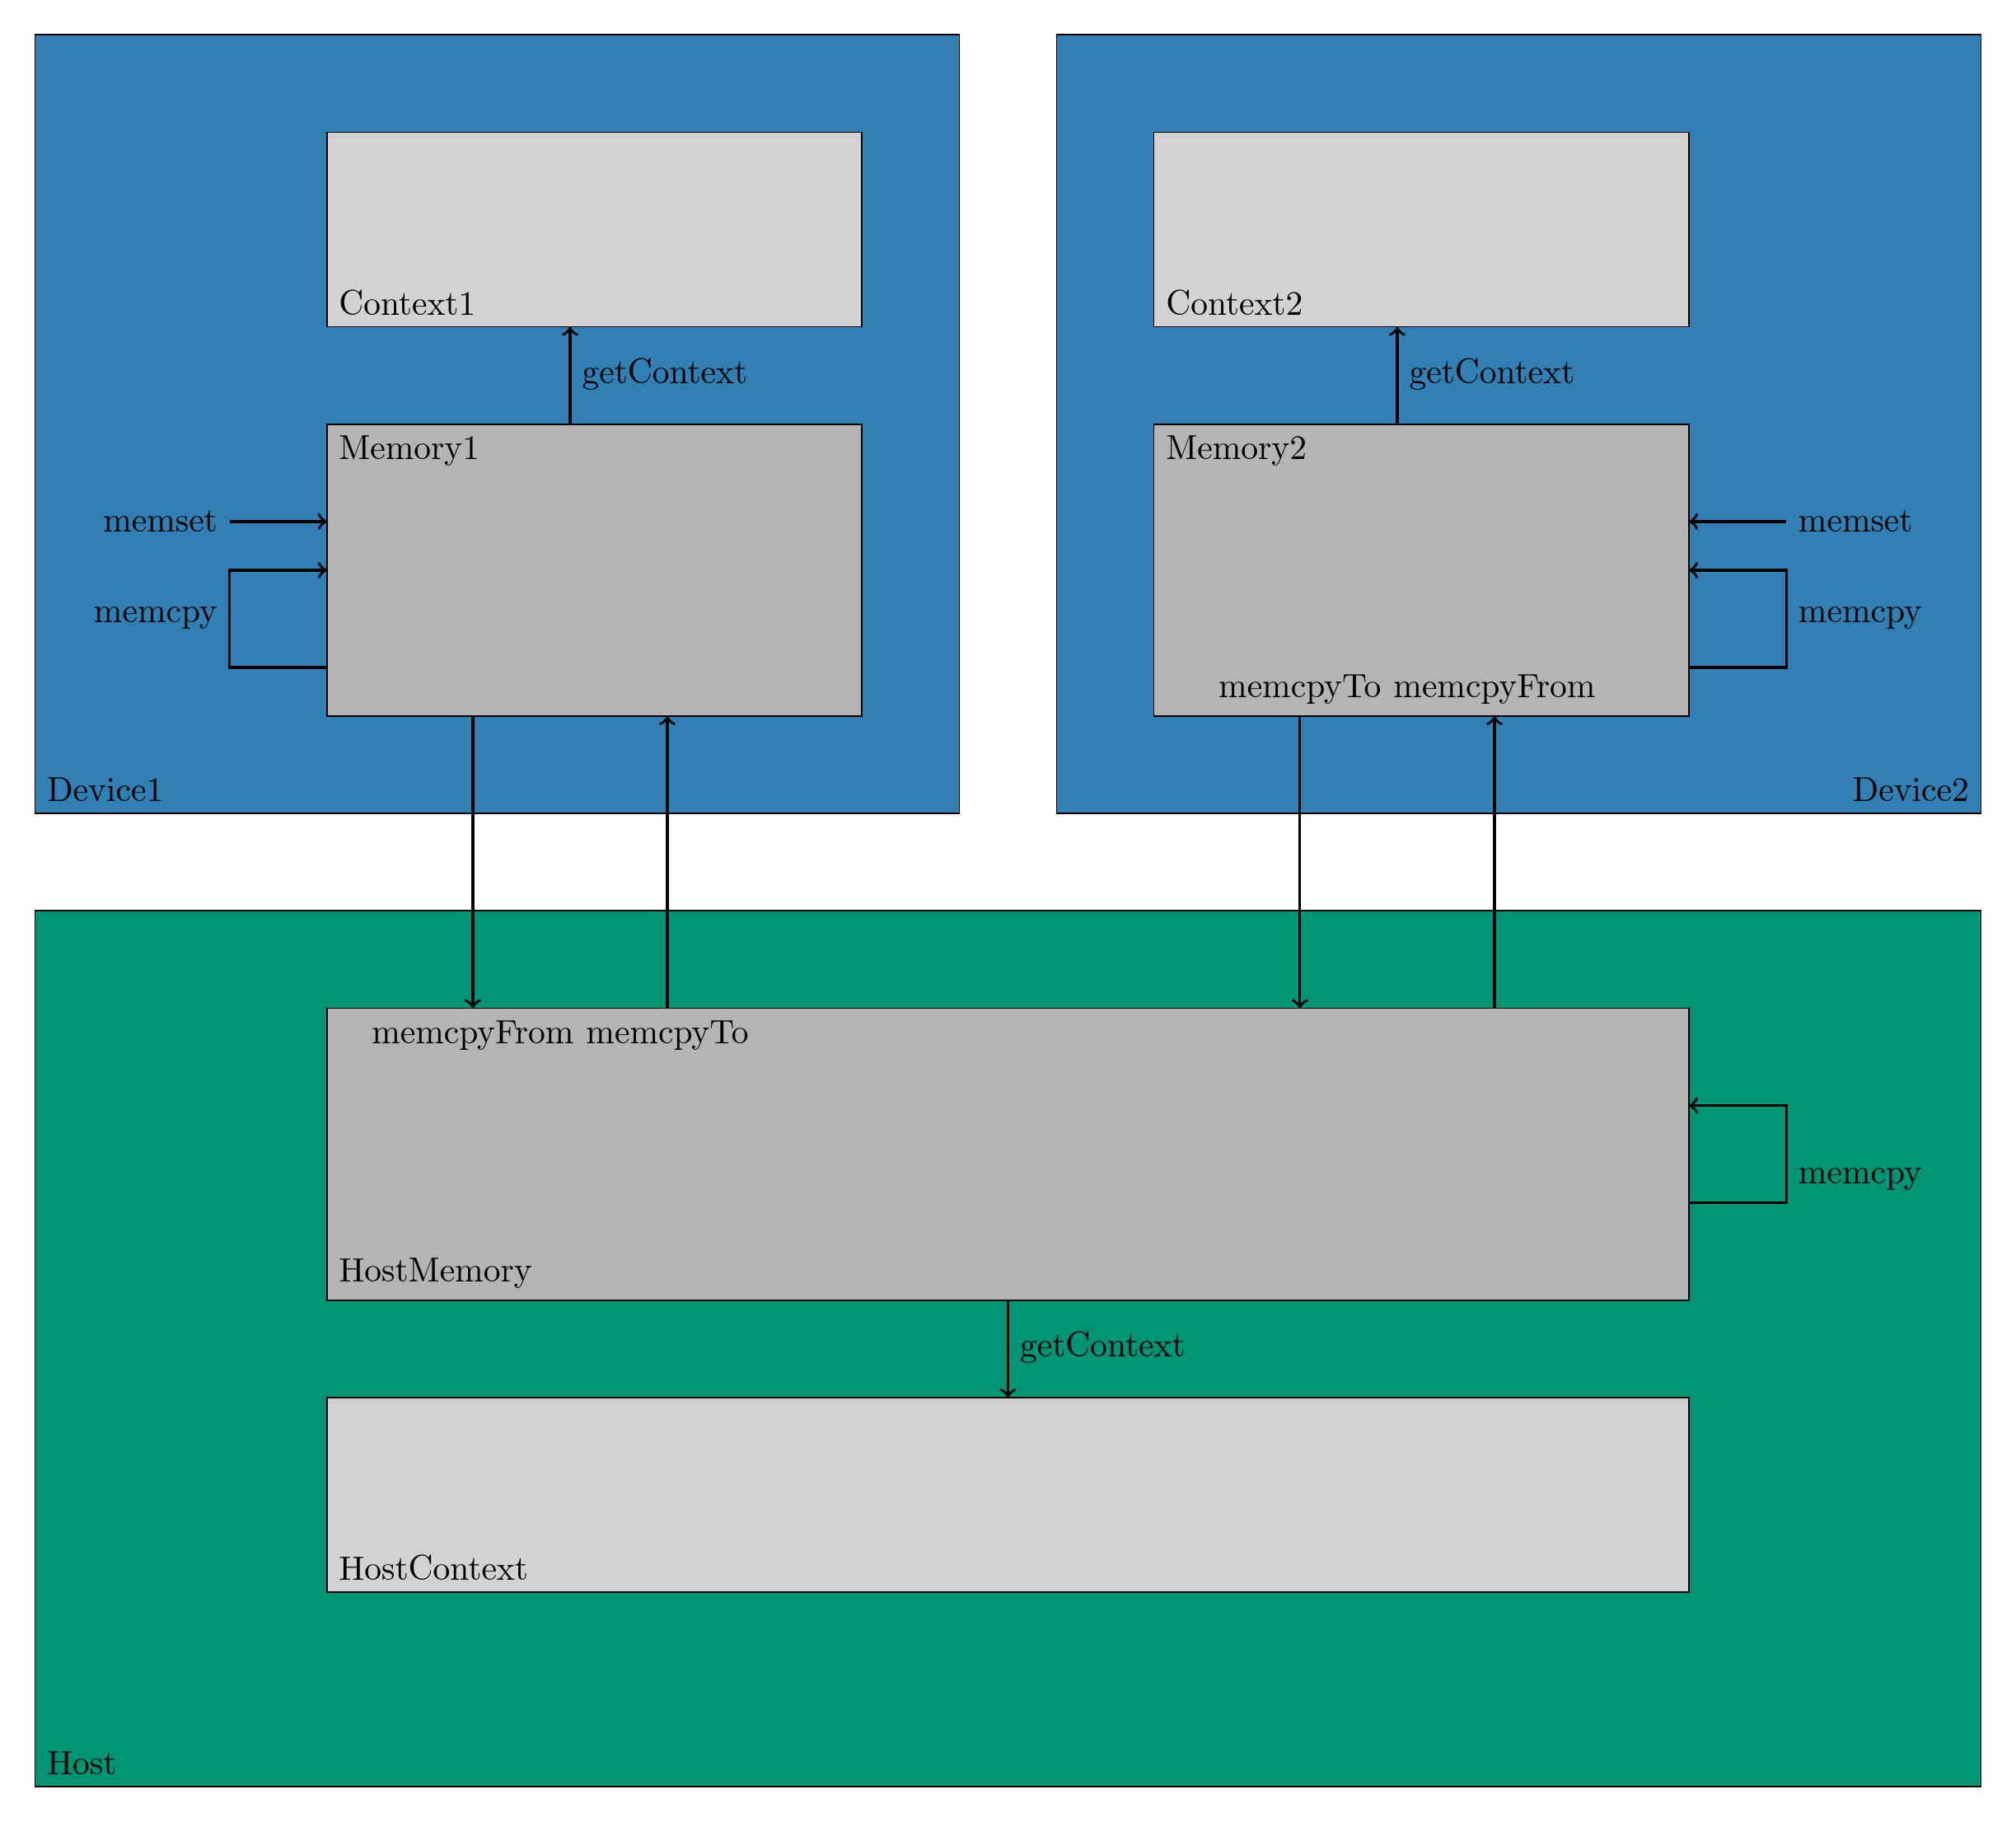 Context1
getContext
Memory1
memset
memcpy
Device1
Context2
getContext
Memory2
memset
memcpy
memcpyTo memcpyFrom
Device2
memcpyFrom memcpyTo
memcpy
HostMemory
getContext
HostContext
Host